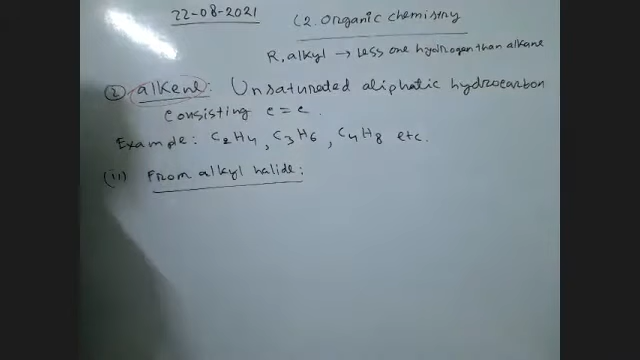 22-08-2021
C2. Organic chemistry
R, alkyl → Less one hydrogen than alkane
② alkene: Unsatureded aliphatic hydrocarbon
consisting c=c.
Example: C2H4, C3H6, C4H8 etc.
(ii) From alkyl halide: